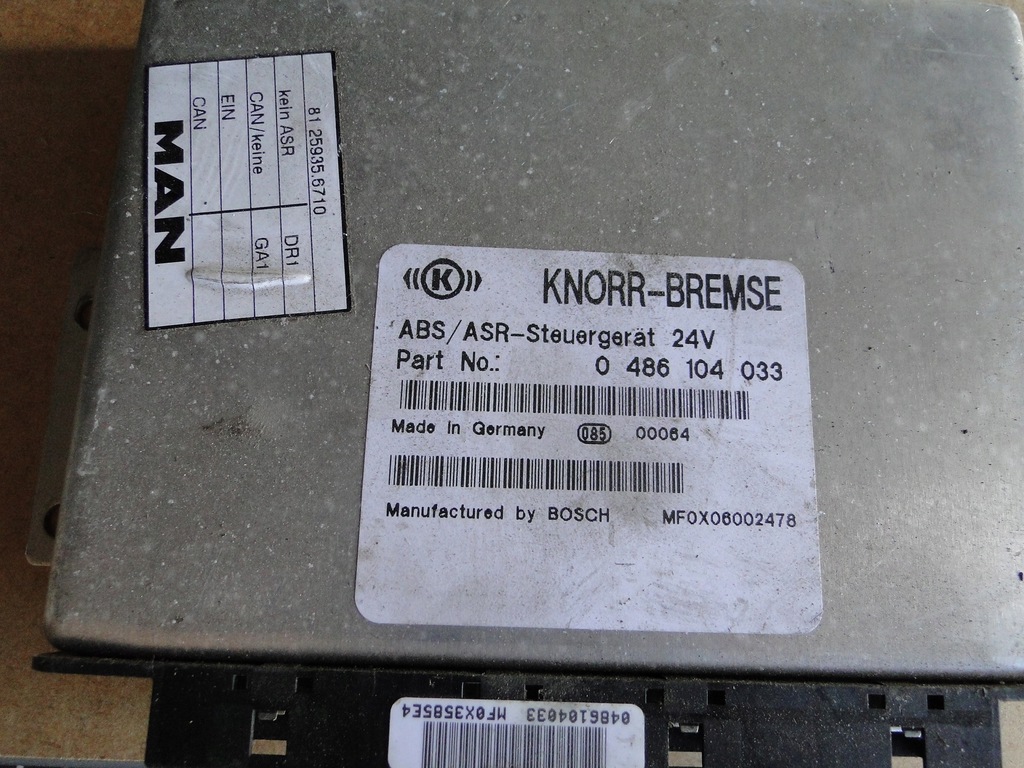 81 25935.6710
kein ASR DR1
CAN/keine GA1
EIN
CAN
MAN
K KNORR-BREMSE
ABS/ASR-Steuergerät 24V
Part No.: 0 486 104 033
Made in Germany 085 00064
Manufactured by BOSCH MF0X06002478
0486104033 MF0X3585E4